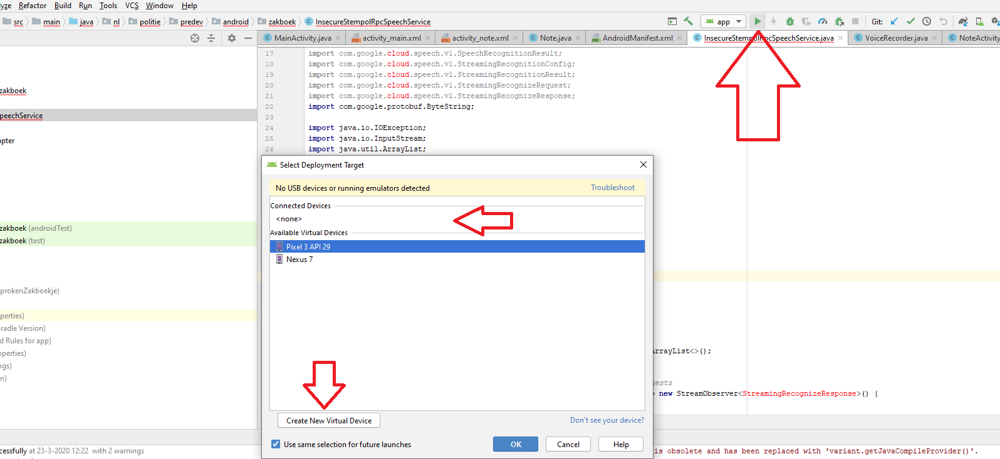 lyze Refactor Build Run Tools VCS Window Help
src main java nl politie predev android zakboek InsecureStempolRpcSpeechService app Git:
MainActivity.java activity_main.xml activity_note.xml Note.java AndroidManifest.xml InsecureStempolRpcSpeechService.java VoiceRecorder.java NoteActivity
17 import com.google.cloud.speech.v1.SpeechRecognitionResult;
18 import com.google.cloud.speech.v1.StreamingRecognitionConfig;
19 import com.google.cloud.speech.v1.StreamingRecognitionResult;
20 import com.google.cloud.speech.v1.StreamingRecognizeRequest;
21 import com.google.cloud.speech.v1.StreamingRecognizeResponse;
22 import com.google.protobuf.ByteString;
23
24 import java.io.IOException;
25 import java.io.InputStream;
26 import java.util.ArrayList;
zakboek
peechService
apter
zakboek (androidTest)
zakboek (test)
prokenZakboekje)
perties)
radle Version)
d Rules for app)
operties)
ngs)
n)
Select Deployment Target
No USB devices or running emulators detected Troubleshoot
Connected Devices
<none>
Available Virtual Devices
Pixel 3 API 29
Nexus 7
Create New Virtual Device Don't see your device?
Use same selection for future launches OK Cancel Help
ArrayList<>();
ests
= new StreamObserver<StreamingRecognizeResponse>() {
cessfully at 23-3-2020 12:22 with 2 warnings
is obsolete and has been replaced with 'variant.getJavaCompileProvider()'.